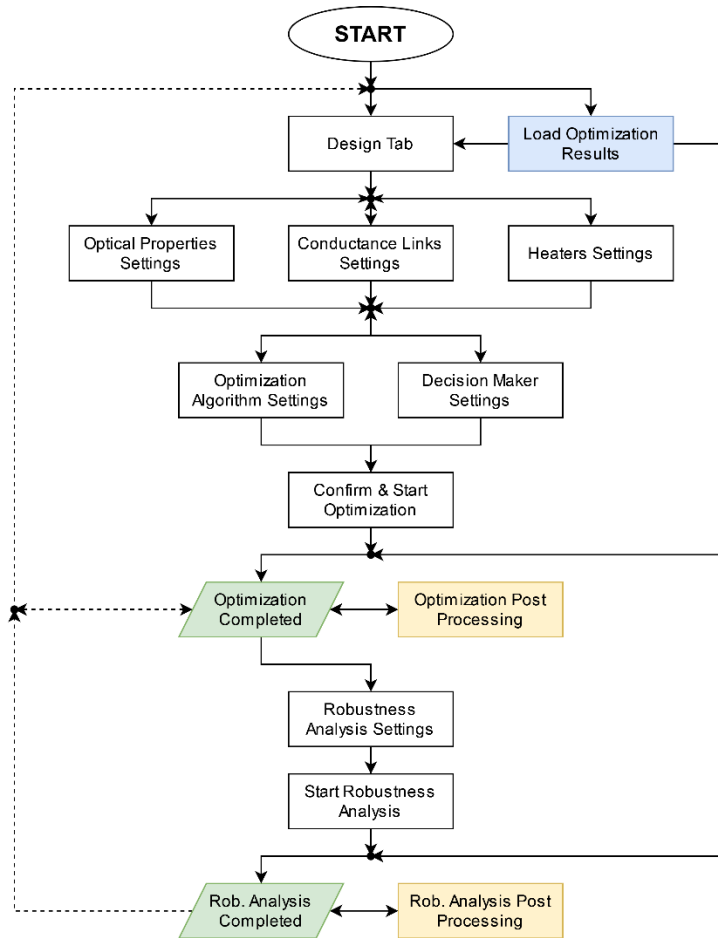 START
Design Tab
Load Optimization
Results
Optical Properties
Settings
Conductance Links
Settings
Heaters Settings
Optimization
Algorithm Settings
Decision Maker
Settings
Confirm & Start
Optimization
Optimization
Completed
Optimization Post
Processing
Robustness
Analysis Settings
Start Robustness
Analysis
Rob. Analysis
Completed
Rob. Analysis Post
Processing